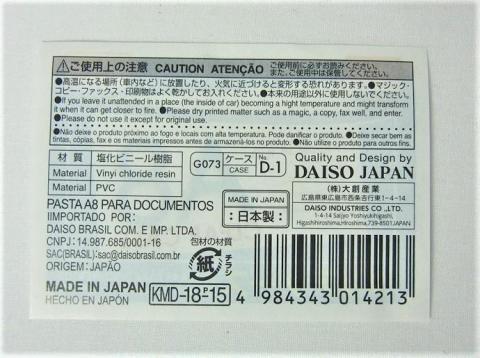 ⚠ご使用上の注意 CAUTION ATENÇÃO ご使用前に必ずお読みください。
また、ご使用中は保管してください。
●高温になる場所(車内など)に放置したり、火気に近づけると変形する恐れがあります。●マジック・
コピー・ファックス・印刷物はよく乾かしてお入れください。●本来の用途以外に使用しないでください。
●If you leave it unattended in a place (the inside of car) becoming a hight temperature and might transform
it when it can get closer to fire. ●Please dry printed matter such as a magic, a copy, fax well, and enter.
●Please do not use it except for original use.
●Não deixe o produto próximo ao fogo e locais com alta temperatura. Pode danificar o produto. ●Deixe secar bem as
tintas, cópias, fax e os materiais impressos antes de armazená-los no produto. ●Não utilize o produto para outros fins.
材 質 塩化ビニール樹脂
Material Vinyl chloride resin
Material PVC
G073 ケース CASE No. D-1
Quality and Design by
DAISO JAPAN
(株)大創産業
広島県東広島市西条吉行東1-4-14
DAISO INDUSTRIES CO.,LTD.
1-4-14 Saijyo Yoshiyukihigashi,
Higashihiroshima,Hiroshima,739-8501,JAPAN
MADE IN JAPAN
日本製
PASTA A8 PARA DOCUMENTOS
IIMPORTADO POR:
DAISO BRASIL COM. E IMP. LTDA.
CNPJ: 14.987.685/0001-16
SAC(BRASIL):sac@daisobrasil.com.br
ORIGEM: JAPÃO
包材の材質
紙
チラシ
MADE IN JAPAN
HECHO EN JAPÓN
KMD-18-P15
4 984343 014213